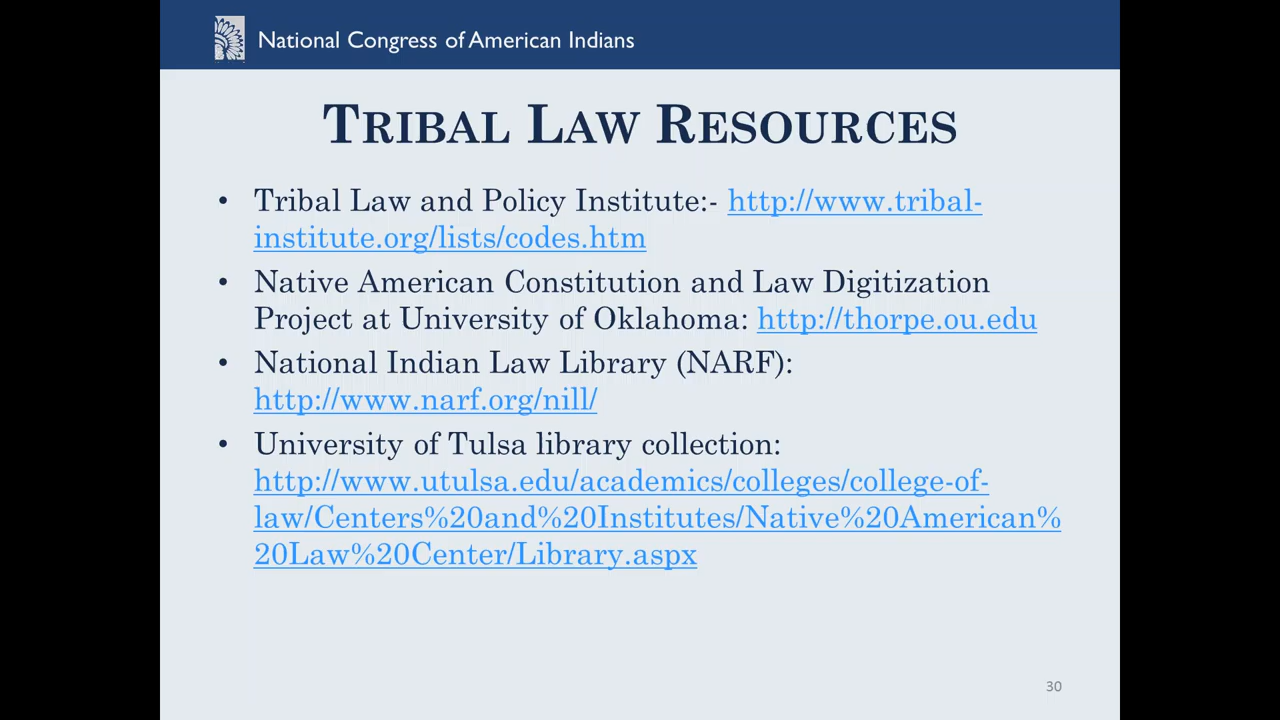 National Congress of American Indians
TRIBAL LAW RESOURCES
• Tribal Law and Policy Institute:- http://www.tribal-
institute.org/lists/codes.htm
• Native American Constitution and Law Digitization
Project at University of Oklahoma: http://thorpe.ou.edu
• National Indian Law Library (NARF):
http://www.narf.org/nill/
• University of Tulsa library collection:
http://www.utulsa.edu/academics/colleges/college-of-
law/Centers%20and%20Institutes/Native%20American%
20Law%20Center/Library.aspx
30